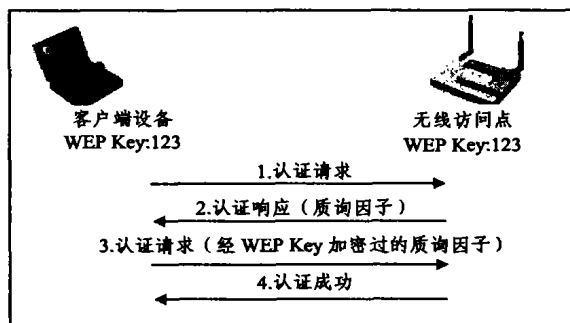 客户端设备
WEP Key:123
无线访问点
WEP Key:123
1.认证请求
2.认证响应（质询因子）
3.认证请求（经 WEP Key 加密过的质询因子）
4.认证成功